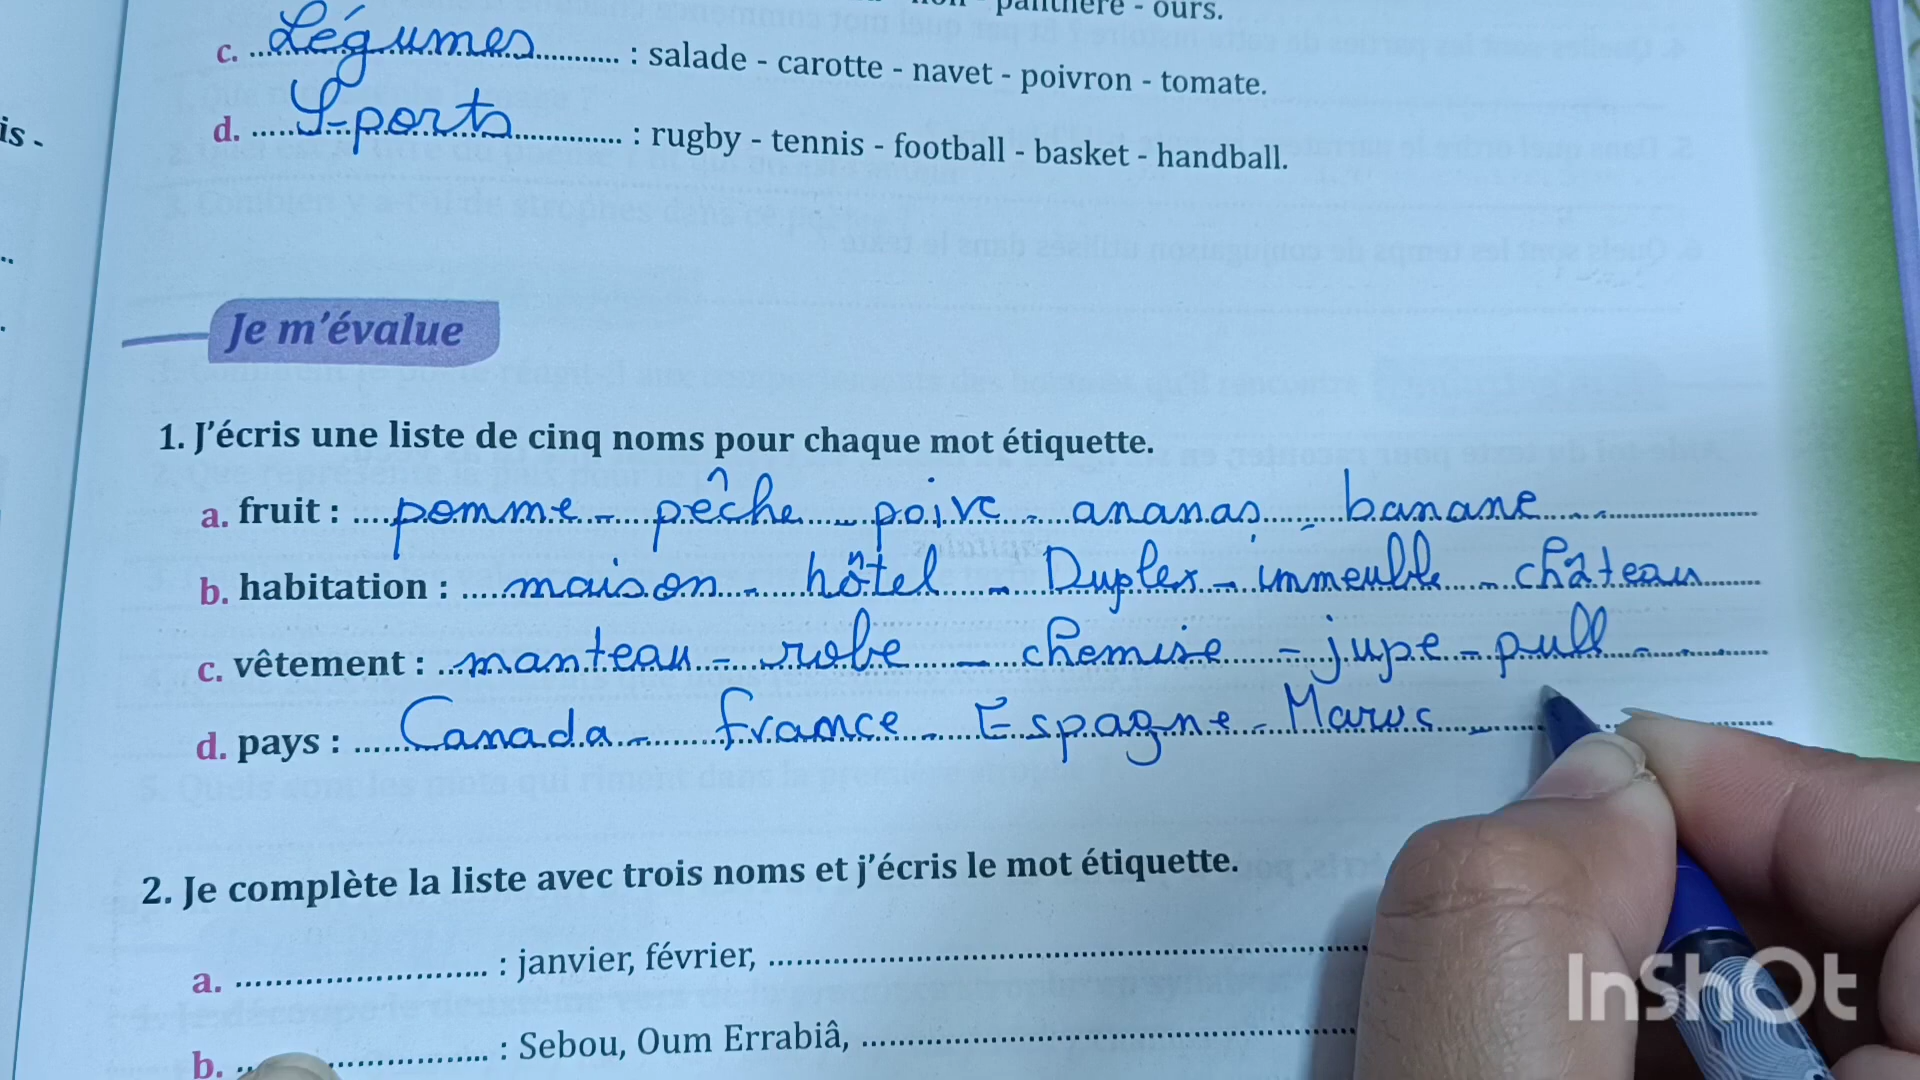 panthère - ours.
c. Légumes : salade - carotte - navet - poivron - tomate.
d. Sports : rugby - tennis - football - basket - handball.
is -
Je m'évalue
1. J'écris une liste de cinq noms pour chaque mot étiquette.
a. fruit : pomme - pêche - poire - ananas - banane
b. habitation : maison - hôtel - Duplex - immeuble - château
c. vêtement : manteau - robe - chemise - jupe - pull
d. pays : Canada - france - Espagne - Maroc -
2. Je complète la liste avec trois noms et j'écris le mot étiquette.
a. .......... : janvier, février, ..........
b. .......... : Sebou, Oum Errabiâ, ..........
InShOt